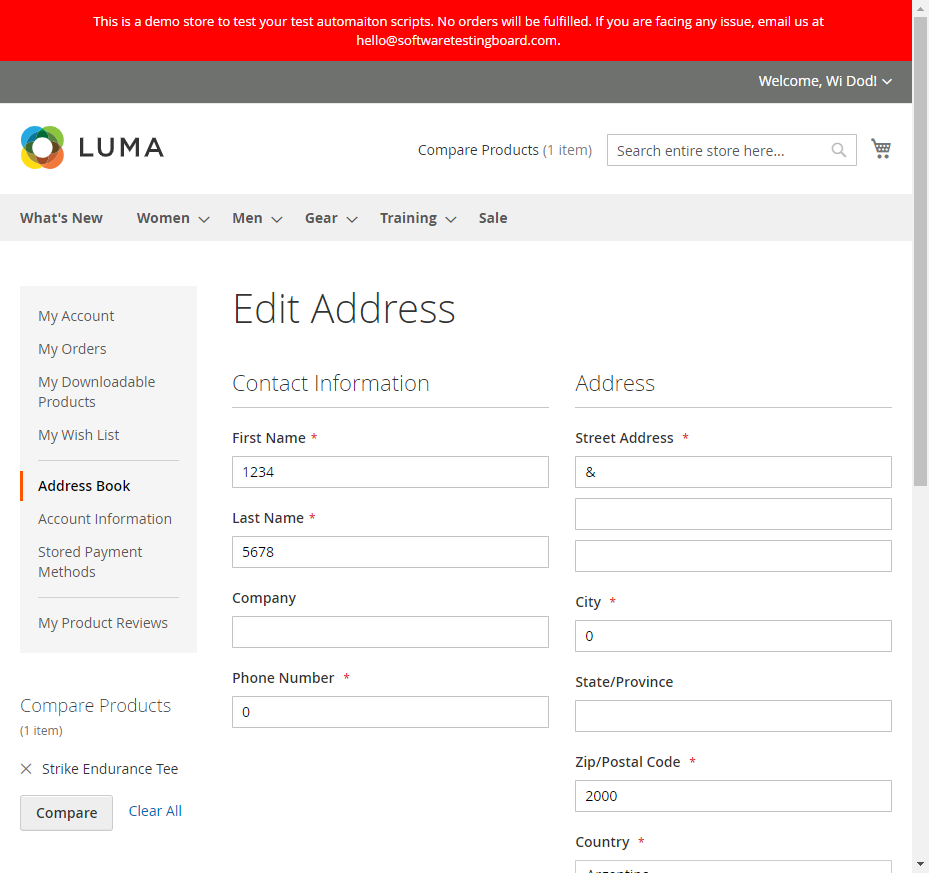 This is a demo store to test your test automaiton scripts. No orders will be fulfilled. If you are facing any issue, email us at
hello@softwaretestingboard.com.
Welcome, Wi Dod!
LUMA
Compare Products (1 item)
Search entire store here...
What's New
Women
Men
Gear
Training
Sale
My Account
My Orders
My Downloadable
Products
My Wish List
Address Book
Account Information
Stored Payment
Methods
My Product Reviews
Compare Products
(1 item)
Strike Endurance Tee
Compare
Clear All
Edit Address
Contact Information
First Name *
1234
Last Name *
5678
Company
Phone Number *
0
Address
Street Address *
&
City *
0
State/Province
Zip/Postal Code *
2000
Country *
Argentina